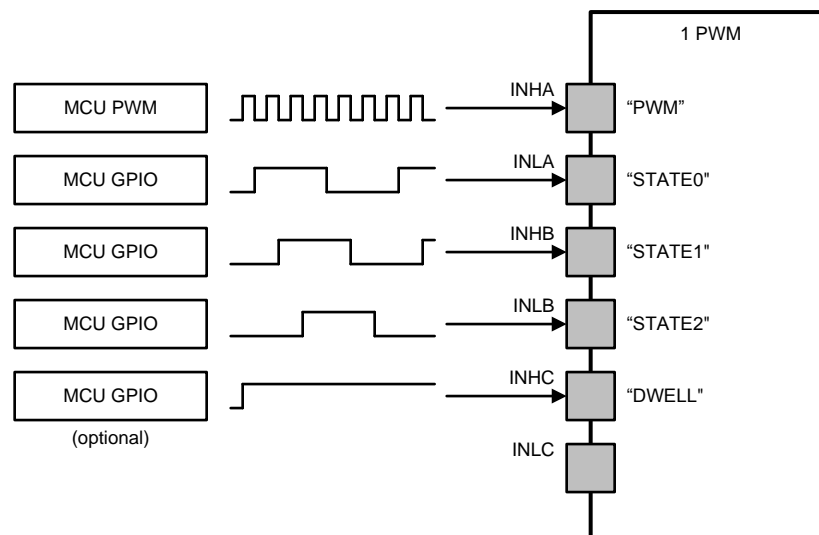 1 PWM
MCU PWM
INHA
“PWM”
MCU GPIO
INLA
“STATE0"
MCU GPIO
INHB
“STATE1"
MCU GPIO
INLB
“STATE2"
MCU GPIO
INHC
“DWELL"
(optional)
INLC